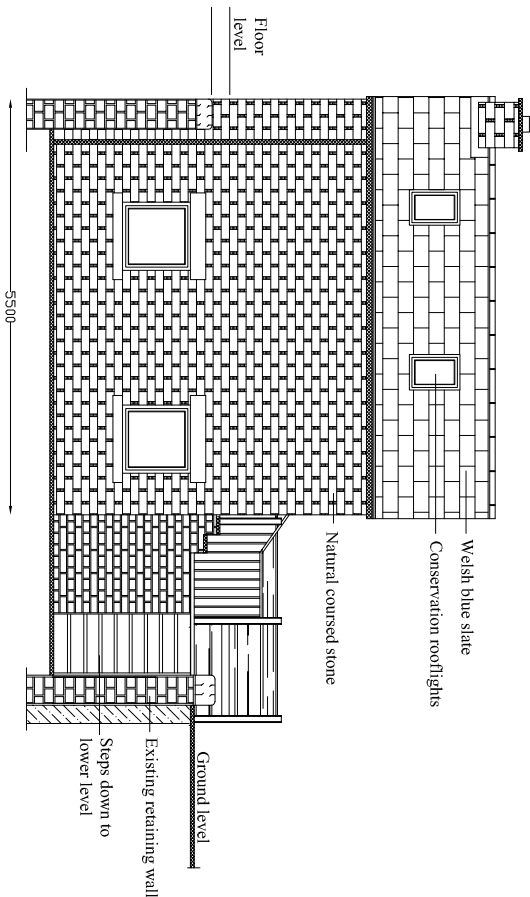 Floor
level
Welsh blue slate
Conservation rooflights
Natural coursed stone
Ground level
Existing retaining wall
Steps down to
lower level
5500